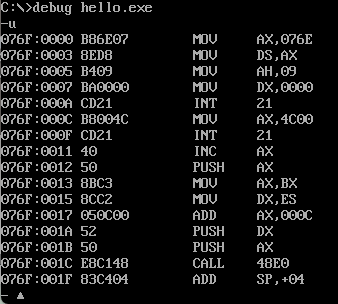 C:\>debug hello.exe
-u
076F:0000 B86E07 MOV AX,076E
076F:0003 8ED8 MOV DS,AX
076F:0005 B409 MOV AH,09
076F:0007 BA0000 MOV DX,0000
076F:000A CD21 INT 21
076F:000C B8004C MOV AX,4C00
076F:000F CD21 INT 21
076F:0011 40 INC AX
076F:0012 50 PUSH AX
076F:0013 8BC3 MOV AX,BX
076F:0015 8CC2 MOV DX,ES
076F:0017 050C00 ADD AX,000C
076F:001A 52 PUSH DX
076F:001B 50 PUSH AX
076F:001C E8C148 CALL 48E0
076F:001F 83C404 ADD SP,+04
-